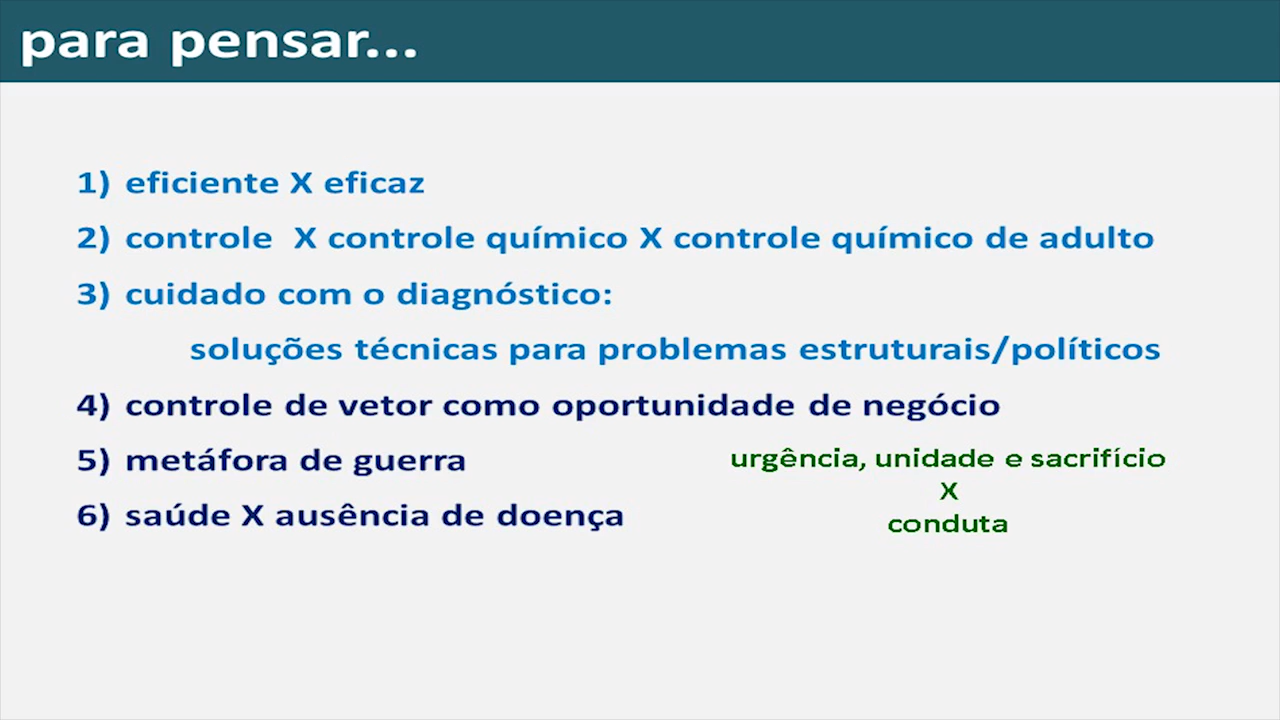 para pensar...
1) eficiente X eficaz
2) controle X controle químico X controle químico de adulto
3) cuidado com o diagnóstico:
soluções técnicas para problemas estruturais/políticos
4) controle de vetor como oportunidade de negócio
5) metáfora de guerra
urgência, unidade e sacrifício
X
conduta
6) saúde X ausência de doença